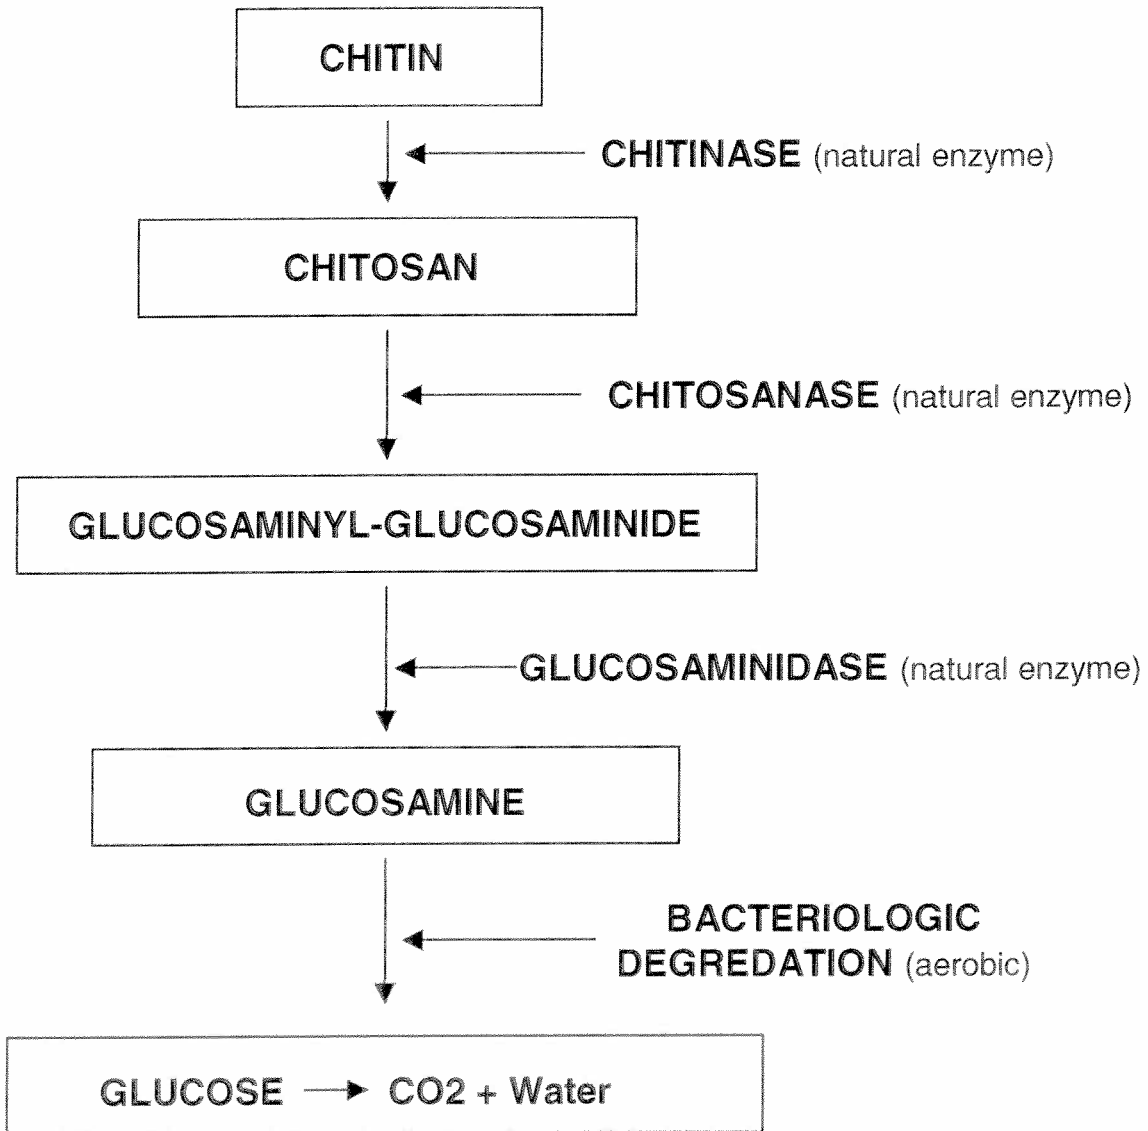 CHITIN
CHITINASE (natural enzyme)
CHITOSAN
CHITOSANASE (natural enzyme)
GLUCOSAMINYL-GLUCOSAMINIDE
GLUCOSAMINIDASE (natural enzyme)
GLUCOSAMINE
BACTERIOLOGIC
DEGREDATION (aerobic)
GLUCOSE → CO2 + Water